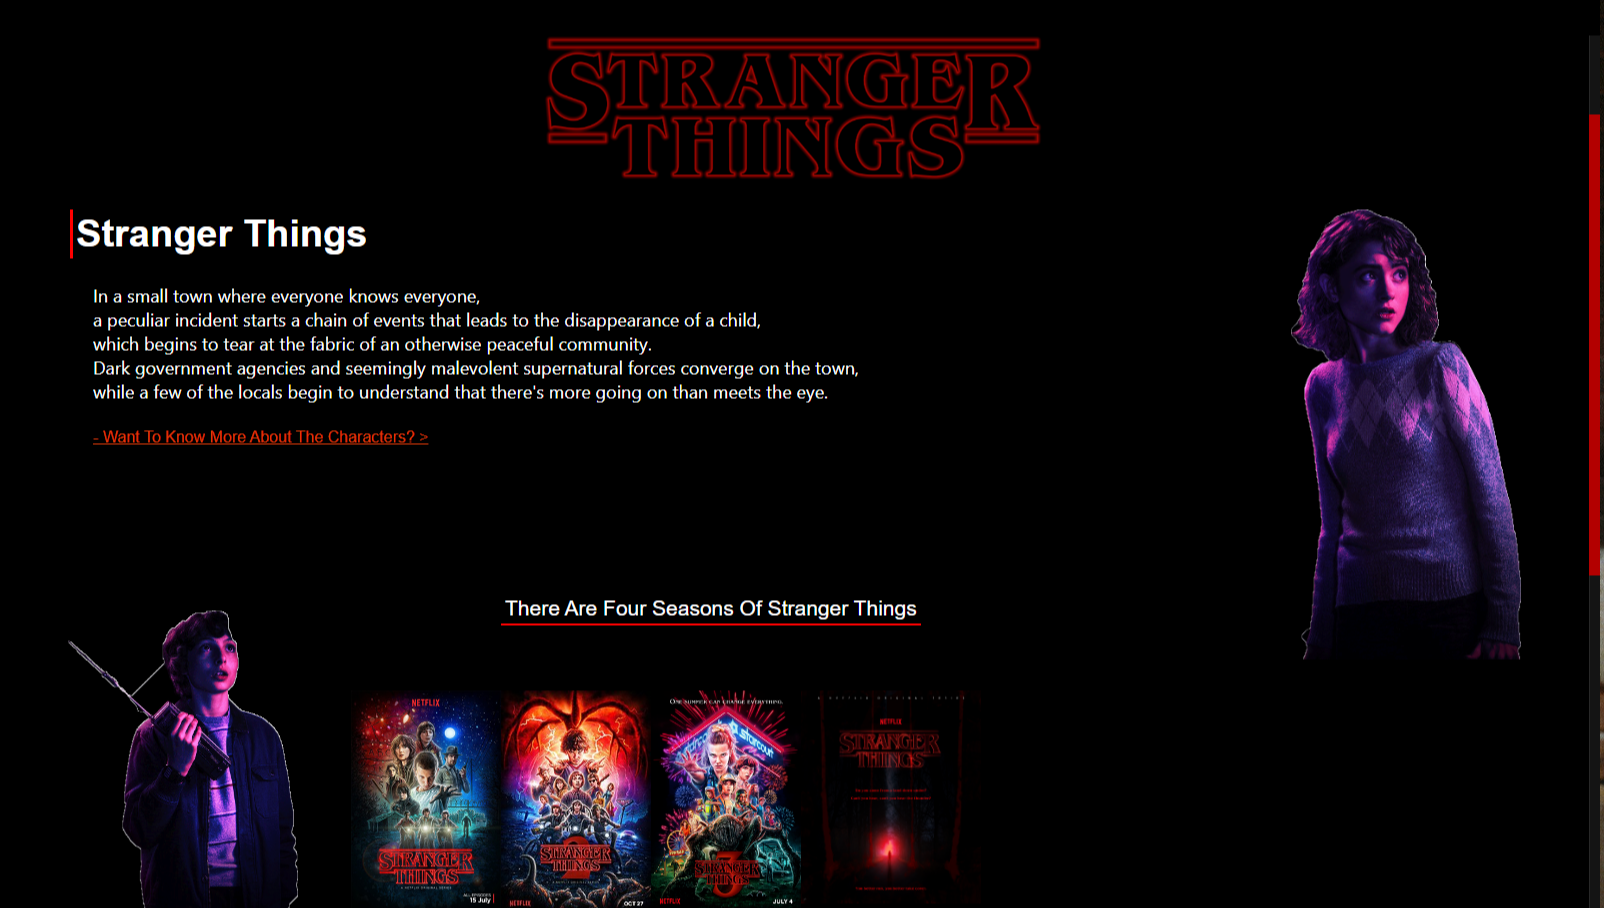 STRANGER
THINGS
Stranger Things
In a small town where everyone knows everyone,
a peculiar incident starts a chain of events that leads to the disappearance of a child,
which begins to tear at the fabric of an otherwise peaceful community.
Dark government agencies and seemingly malevolent supernatural forces converge on the town,
while a few of the locals begin to understand that there's more going on than meets the eye.
- Want To Know More About The Characters? >
There Are Four Seasons Of Stranger Things
NETFLIX
STRANGER
THINGS
A NETFLIX ORIGINAL SERIES
15 July
STRANGER
THINGS
2
NETFLIX
OCT 27
ONE SUMMER CAN CHANGE EVERYTHING.
starcourt
STRANGER
THINGS
3
NETFLIX
JULY 4
NETFLIX
STRANGER
THINGS